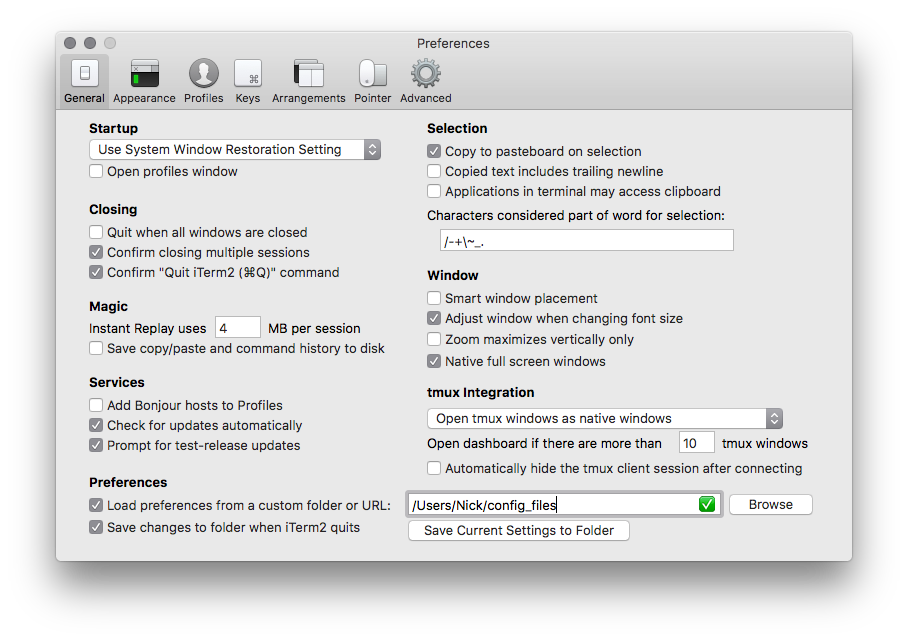 Preferences
General Appearance Profiles Keys Arrangements Pointer Advanced
Startup
Use System Window Restoration Setting
Open profiles window
Closing
Quit when all windows are closed
Confirm closing multiple sessions
Confirm "Quit iTerm2 (⌘Q)" command
Magic
Instant Replay uses 4 MB per session
Save copy/paste and command history to disk
Services
Add Bonjour hosts to Profiles
Check for updates automatically
Prompt for test-release updates
Selection
Copy to pasteboard on selection
Copied text includes trailing newline
Applications in terminal may access clipboard
Characters considered part of word for selection:
/-+\~_.
Window
Smart window placement
Adjust window when changing font size
Zoom maximizes vertically only
Native full screen windows
tmux Integration
Open tmux windows as native windows
Open dashboard if there are more than 10 tmux windows
Automatically hide the tmux client session after connecting
Preferences
Load preferences from a custom folder or URL: /Users/Nick/config_files Browse
Save changes to folder when iTerm2 quits Save Current Settings to Folder